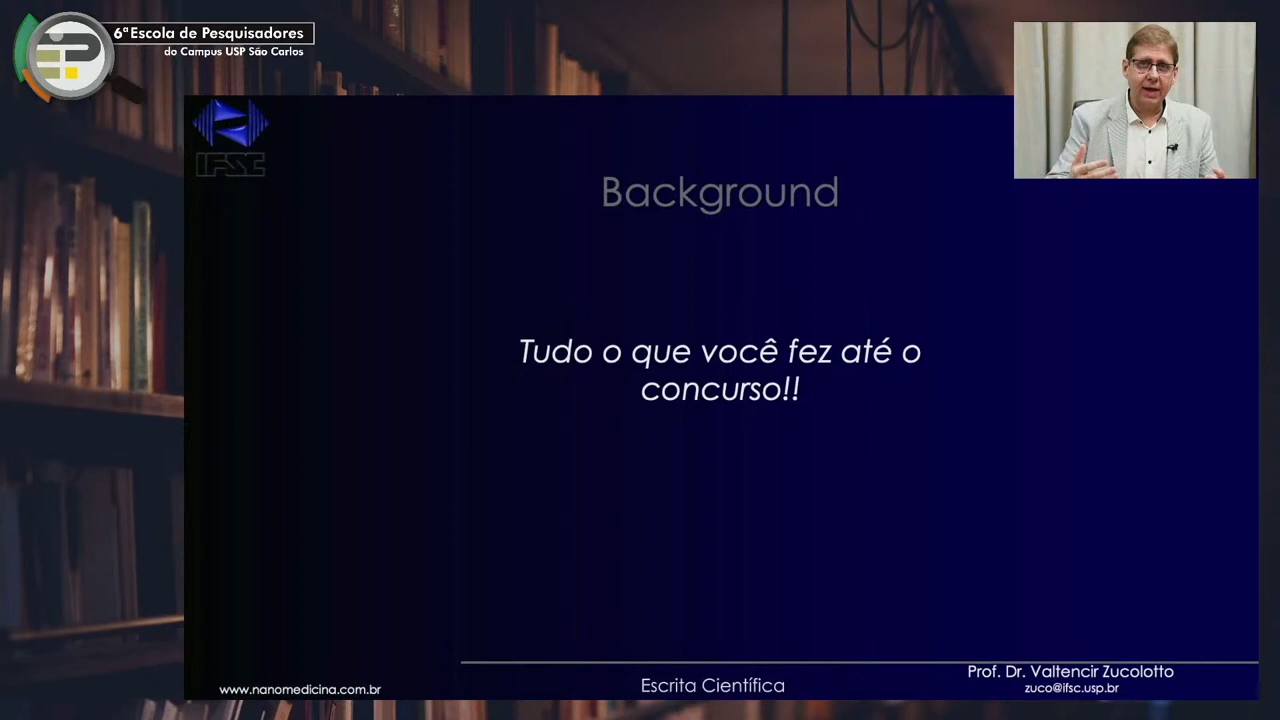 6ª Escola de Pesquisadores
do Campus USP São Carlos
IFSC
Background
Tudo o que você fez até o
concurso!!
Prof. Dr. Valtencir Zucolotto
www.nanomedicina.com.br
Escrita Científica
zuco@ifsc.usp.br